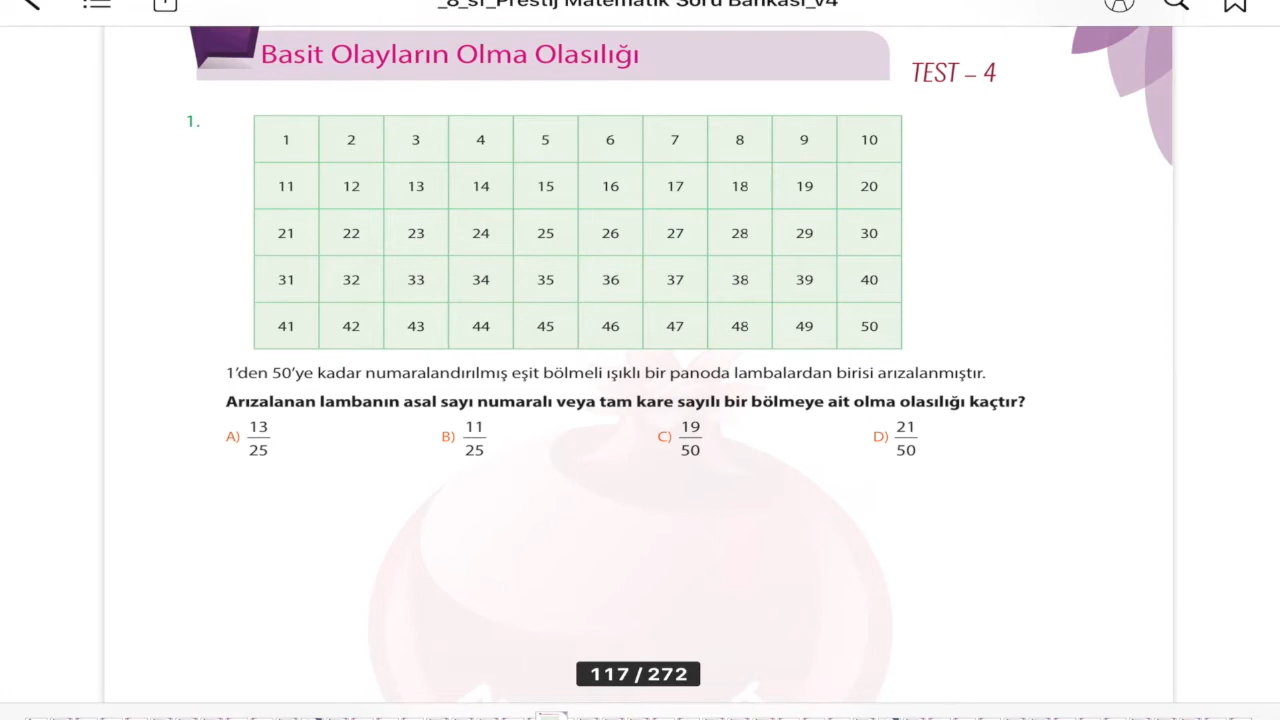 _8_sf_Prestij Matematik Soru Bankası_v4
Basit Olayların Olma Olasılığı
TEST – 4
1.
1 2 3 4 5 6 7 8 9 10
11 12 13 14 15 16 17 18 19 20
21 22 23 24 25 26 27 28 29 30
31 32 33 34 35 36 37 38 39 40
41 42 43 44 45 46 47 48 49 50
1’den 50’ye kadar numaralandırılmış eşit bölmeli ışıklı bir panoda lambalardan birisi arızalanmıştır.
Arızalanan lambanın asal sayı numaralı veya tam kare sayılı bir bölmeye ait olma olasılığı kaçtır?
A) 13/25 B) 11/25 C) 19/50 D) 21/50
117 / 272